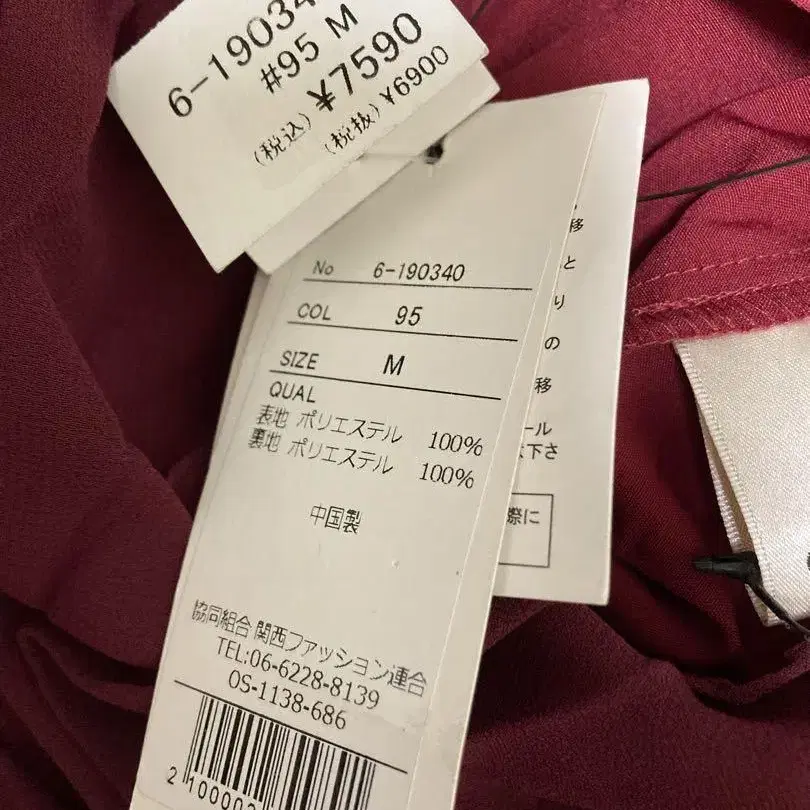 6-19034
#95 M
¥7590
(税込)
(税抜) ¥6900
No 6-190340
COL 95
SIZE M
QUAL
表地 ポリエステル 100%
裏地 ポリエステル 100%
中国製
協同組合 関西ファッション連合
TEL:06-6228-8139
OS-1138-686
2 100002
移
と
り
の
移
ール
下さ
際に